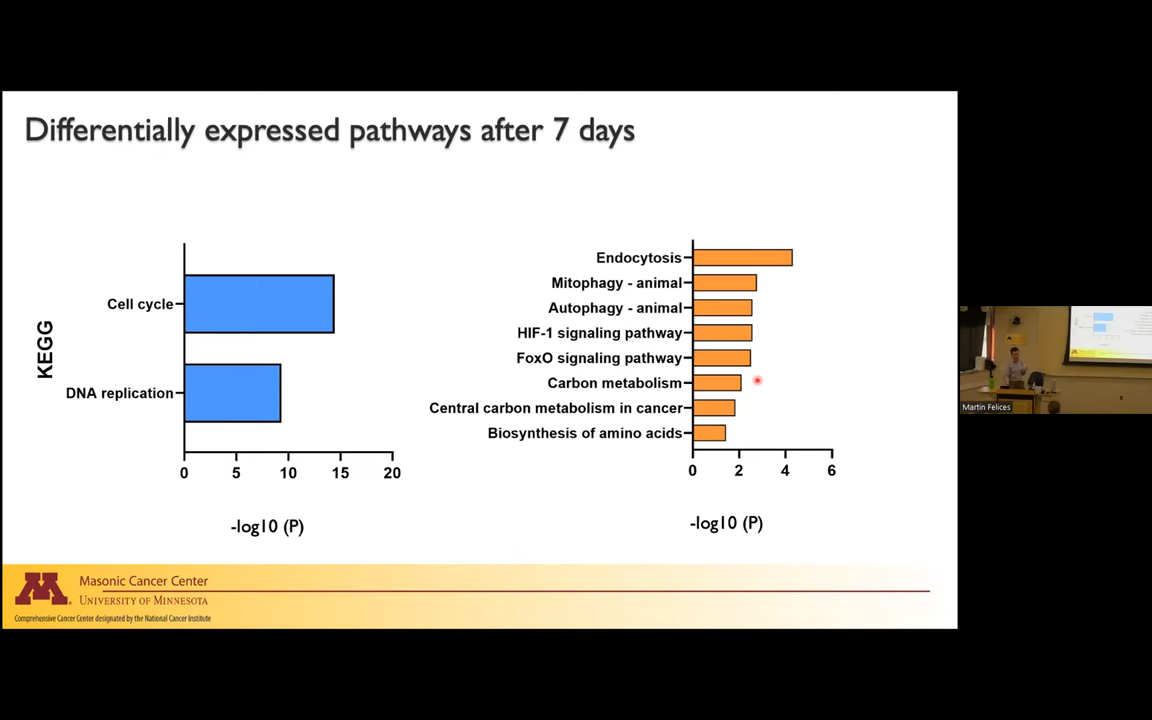 Differentially expressed pathways after 7 days
KEGG
Cell cycle
DNA replication
0 5 10 15 20
-log10 (P)
Endocytosis
Mitophagy - animal
Autophagy - animal
HIF-1 signaling pathway
FoxO signaling pathway
Carbon metabolism
Central carbon metabolism in cancer
Biosynthesis of amino acids
0 2 4 6
-log10 (P)
Martin Felices
M
Masonic Cancer Center
UNIVERSITY OF MINNESOTA
Comprehensive Cancer Center designated by the National Cancer Institute